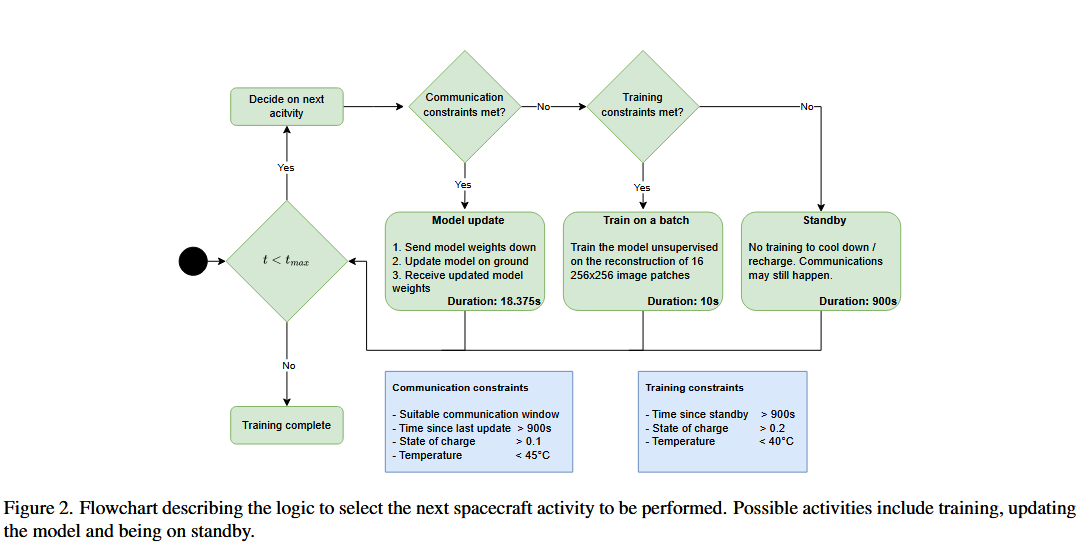 Decide on next
acitvity
Communication
constraints met?
No
Training
constraints met?
No
Yes
Yes
Yes
t < tmax
Model update
1. Send model weights down
2. Update model on ground
3. Receive updated model
weights
Duration: 18.375s
Train on a batch
Train the model unsupervised
on the reconstruction of 16
256x256 image patches
Duration: 10s
Standby
No training to cool down /
recharge. Communications
may still happen.
Duration: 900s
No
Training complete
Communication constraints
- Suitable communication window
- Time since last update > 900s
- State of charge > 0.1
- Temperature < 45°C
Training constraints
- Time since standby > 900s
- State of charge > 0.2
- Temperature < 40°C
Figure 2. Flowchart describing the logic to select the next spacecraft activity to be performed. Possible activities include training, updating
the model and being on standby.